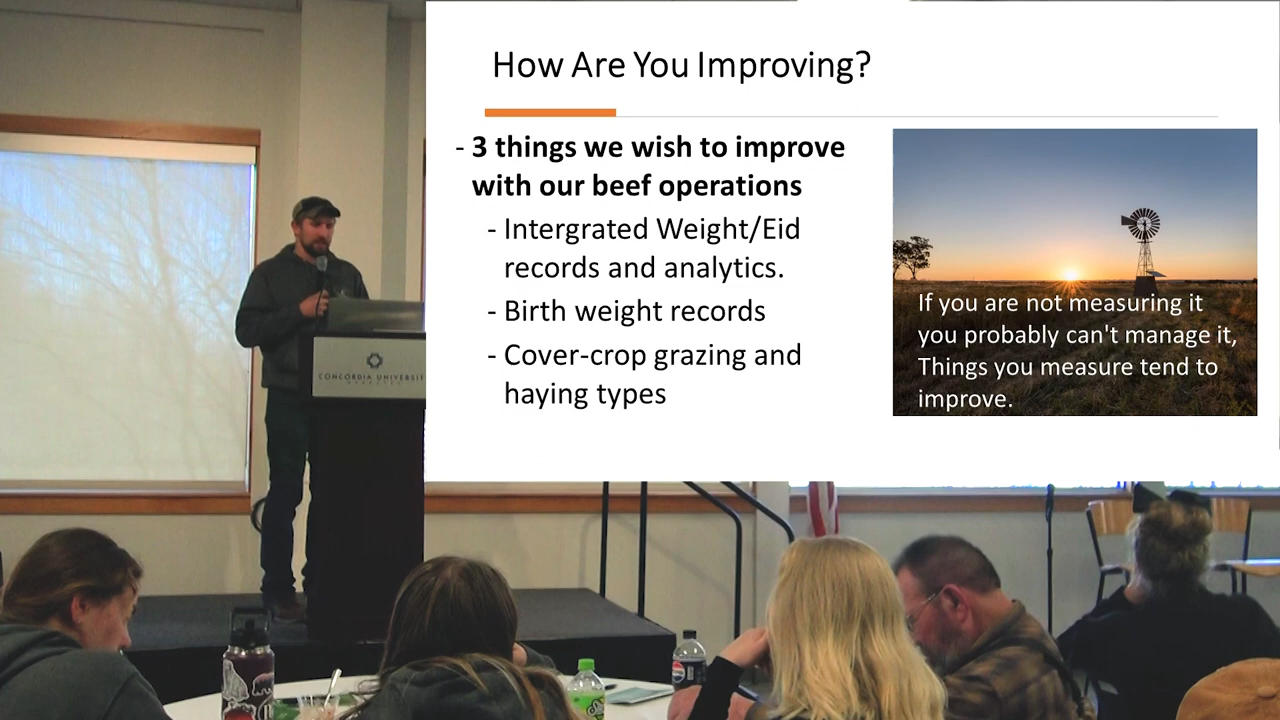 How Are You Improving?
- 3 things we wish to improve
with our beef operations
- Intergrated Weight/Eid
records and analytics.
- Birth weight records
- Cover-crop grazing and
haying types
If you are not measuring it
you probably can't manage it,
Things you measure tend to
improve.
CONCORDIA UNIVERSIT